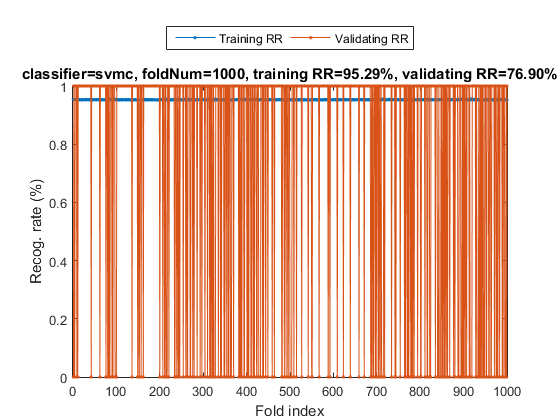 Training RR Validating RR
classifier=svmc, foldNum=1000, training RR=95.29%, validating RR=76.90%
Recog. rate (%)
1
0.8
0.6
0.4
0.2
0
0 100 200 300 400 500 600 700 800 900 1000
Fold index